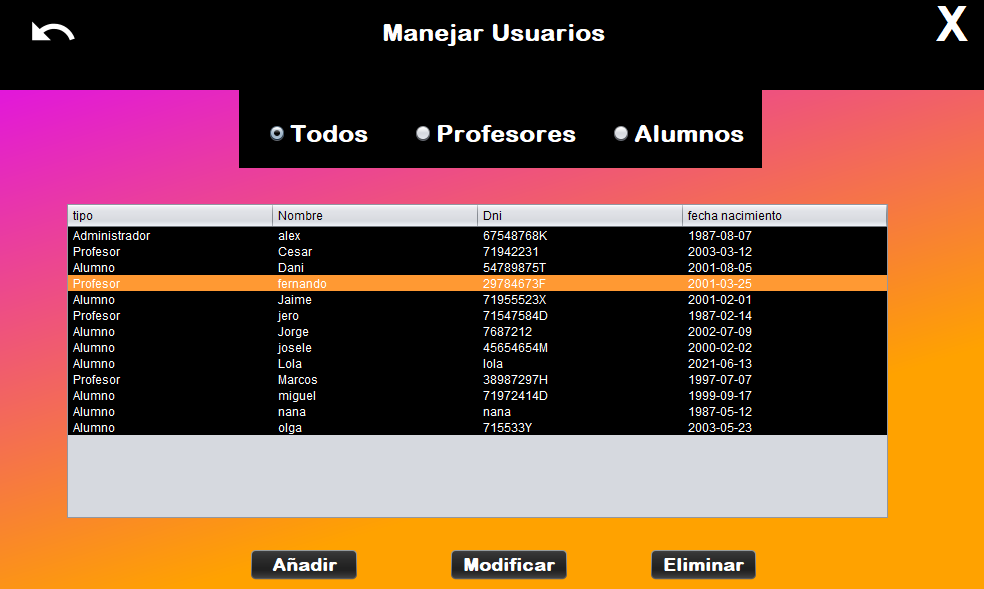 Manejar Usuarios X
Todos Profesores Alumnos
tipo Nombre Dni fecha nacimiento
Administrador alex 67548768K 1987-08-07
Profesor Cesar 71942231 2003-03-12
Alumno Dani 54789875T 2001-08-05
Profesor fernando 29784673F 2001-03-25
Alumno Jaime 71955523X 2001-02-01
Profesor jero 71547584D 1987-02-14
Alumno Jorge 7687212 2002-07-09
Alumno josele 45654654M 2000-02-02
Alumno Lola lola 2021-06-13
Profesor Marcos 38987297H 1997-07-07
Alumno miguel 71972414D 1999-09-17
Alumno nana nana 1987-05-12
Alumno olga 715533Y 2003-05-23
Añadir Modificar Eliminar